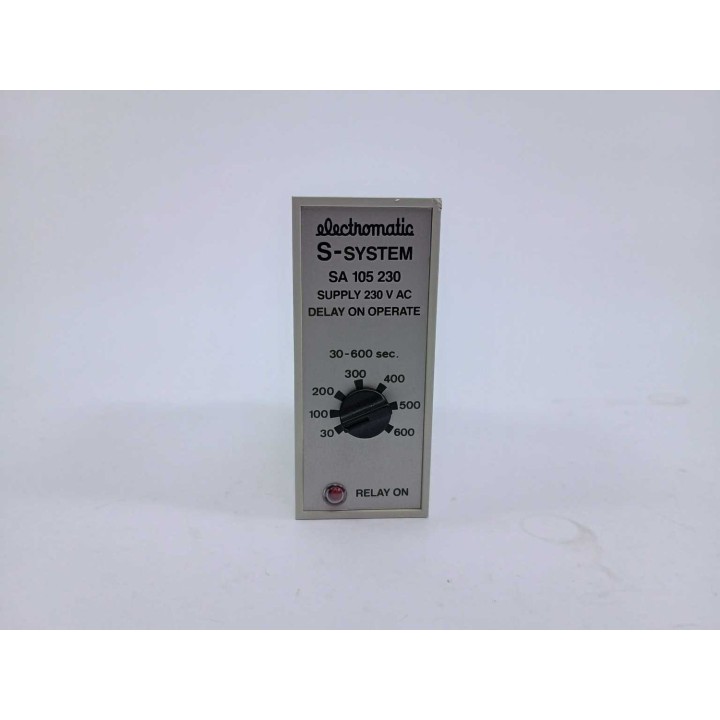 electromatic
S-SYSTEM
SA 105 230
SUPPLY 230 V AC
DELAY ON OPERATE
30-600 sec.
300
400
200
500
100
30
600
RELAY ON